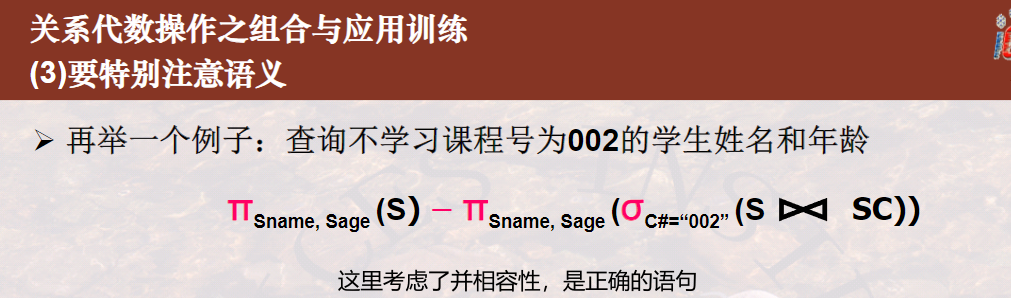 关系代数操作之组合与应用训练
(3)要特别注意语义
➢ 再举一个例子：查询不学习课程号为002的学生姓名和年龄
π Sname, Sage (S) − π Sname, Sage (σ C#=“002” (S ⋈ SC))
这里考虑了并相容性，是正确的语句